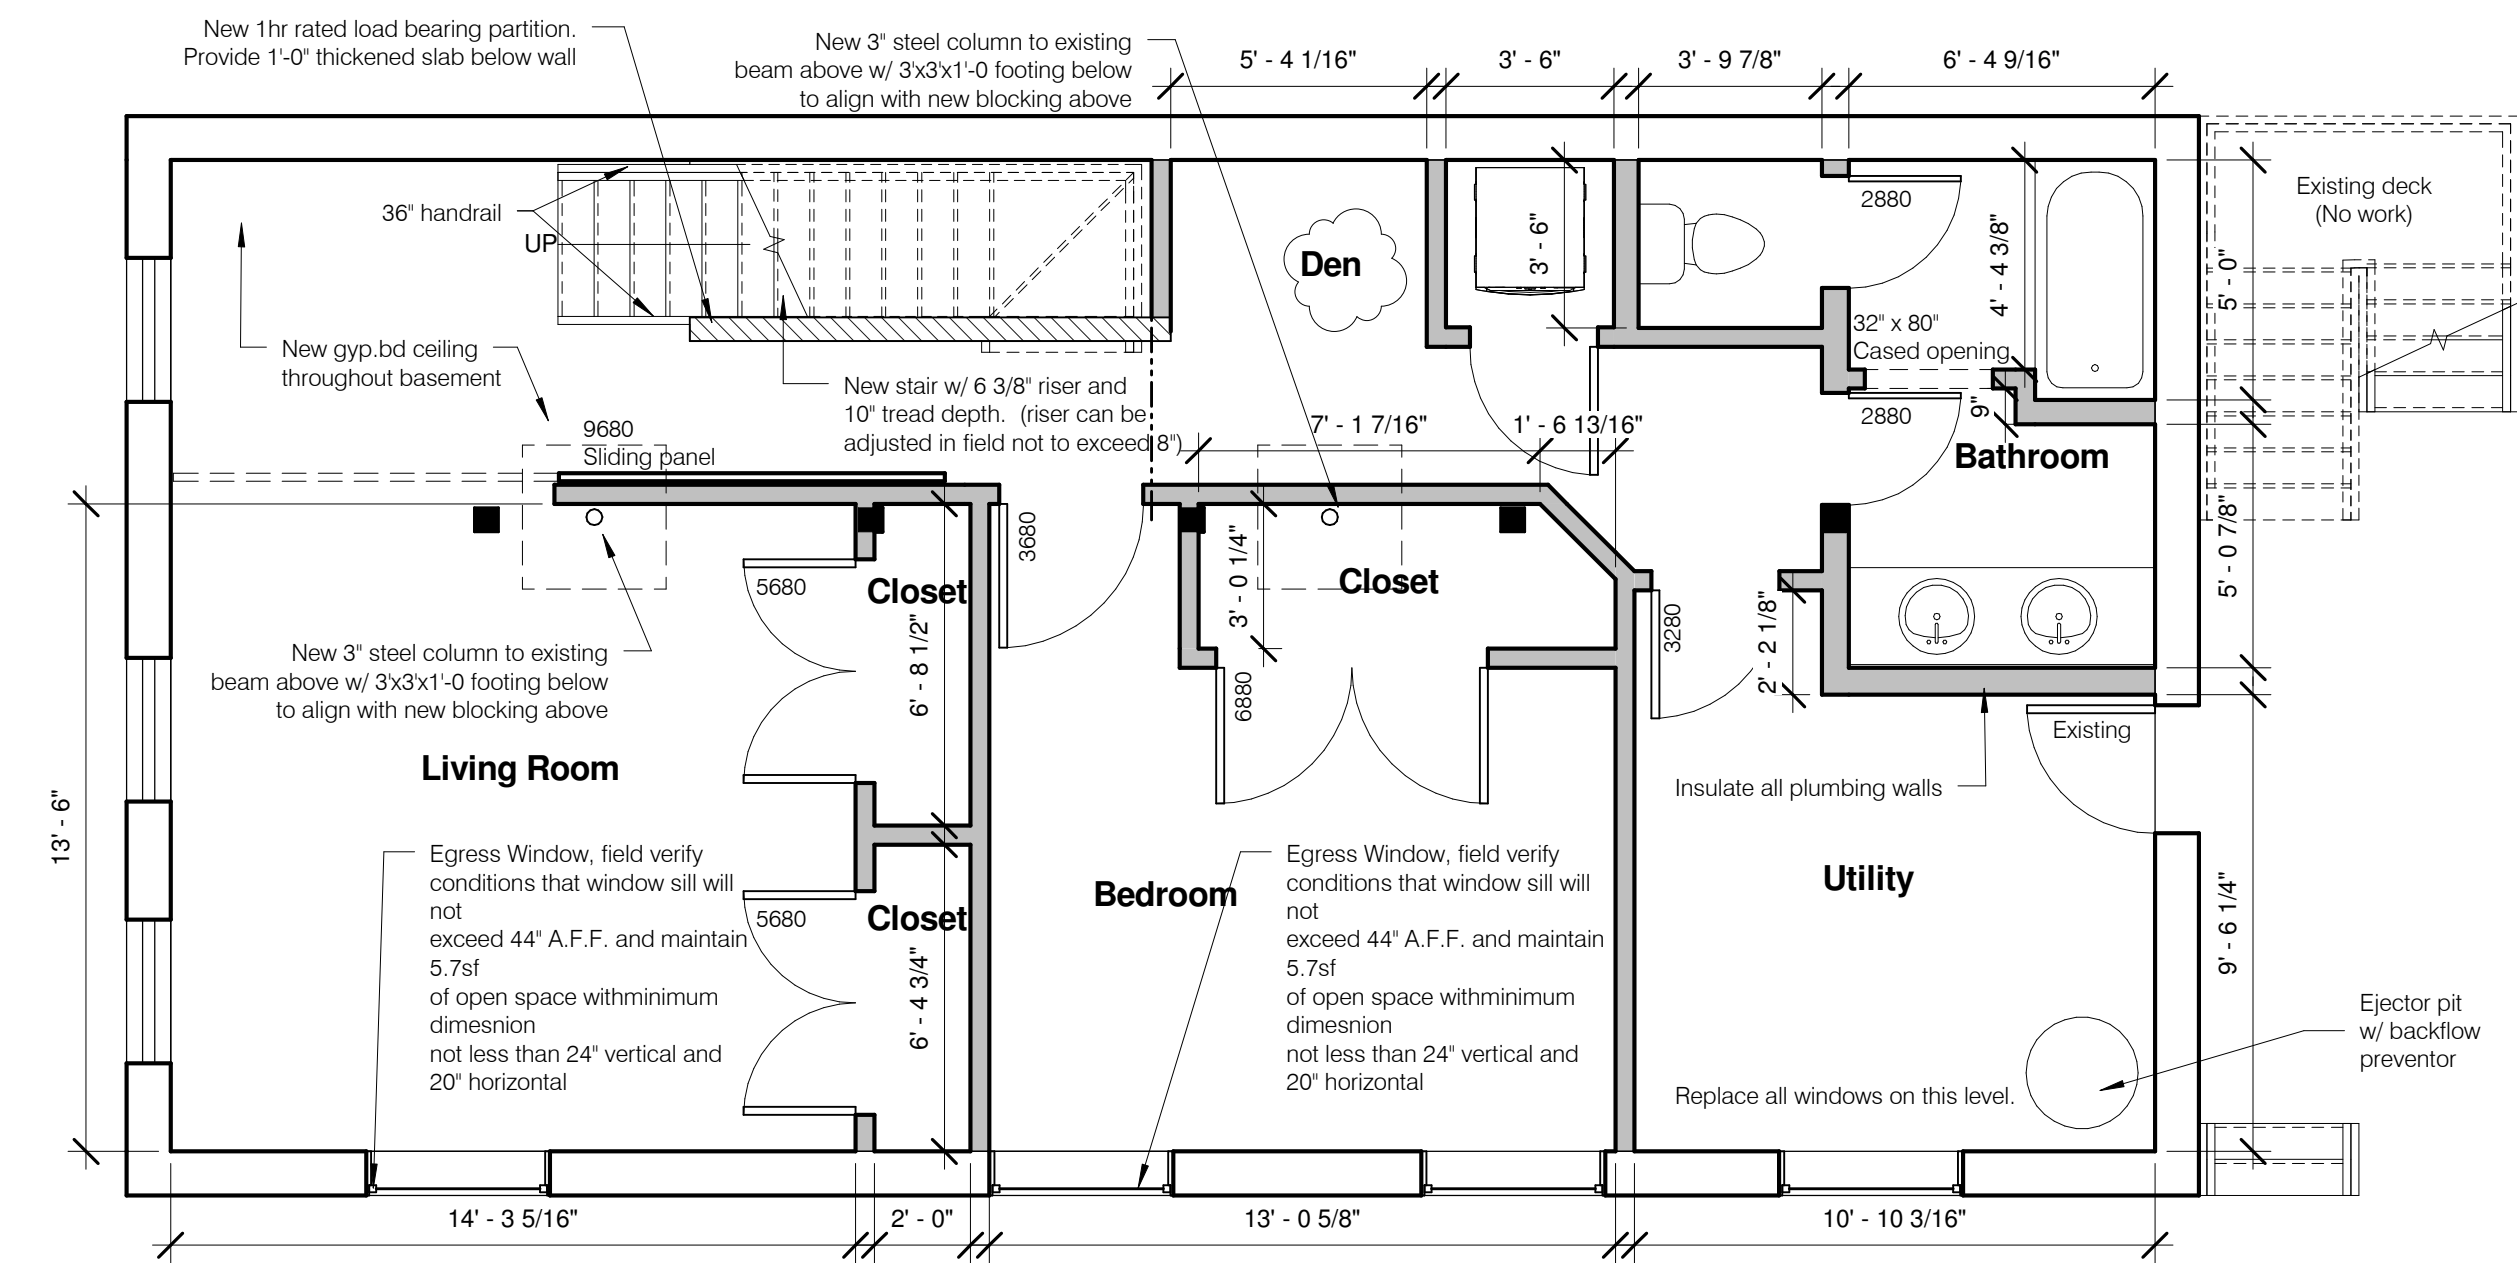 New 1hr rated load bearing partition.
Provide 1'-0" thickened slab below wall
New 3" steel column to existing
beam above w/ 3'x3'x1'-0 footing below
to align with new blocking above
5' - 4 1/16"
3' - 6"
3' - 9 7/8"
6' - 4 9/16"
36" handrail
UP
Den
3' - 6"
2880
4' - 4 3/8"
Existing deck
(No work)
5' - 0"
New gyp.bd ceiling
throughout basement
New stair w/ 6 3/8" riser and
10" tread depth.  (riser can be
adjusted in field not to exceed 8")
32" x 80"
Cased opening
9"
2880
9680
Sliding panel
7' - 1 7/16"
1' - 6 13/16"
Bathroom
5' - 0 7/8"
3680
3' - 0 1/4"
Closet
5680
Closet
6' - 8 1/2"
3280
2' - 2 1/8"
6880
New 3" steel column to existing
beam above w/ 3'x3'x1'-0 footing below
to align with new blocking above
Existing
Living Room
13' - 6"
Insulate all plumbing walls
Egress Window, field verify
conditions that window sill will
not
exceed 44" A.F.F. and maintain
5.7sf
of open space withminimum
dimesnion
not less than 24" vertical and
20" horizontal
5680
Closet
6' - 4 3/4"
Bedroom
Egress Window, field verify
conditions that window sill will
not
exceed 44" A.F.F. and maintain
5.7sf
of open space withminimum
dimesnion
not less than 24" vertical and
20" horizontal
Utility
9' - 6 1/4"
Ejector pit
w/ backflow
preventor
Replace all windows on this level.
14' - 3 5/16"
2' - 0"
13' - 0 5/8"
10' - 10 3/16"